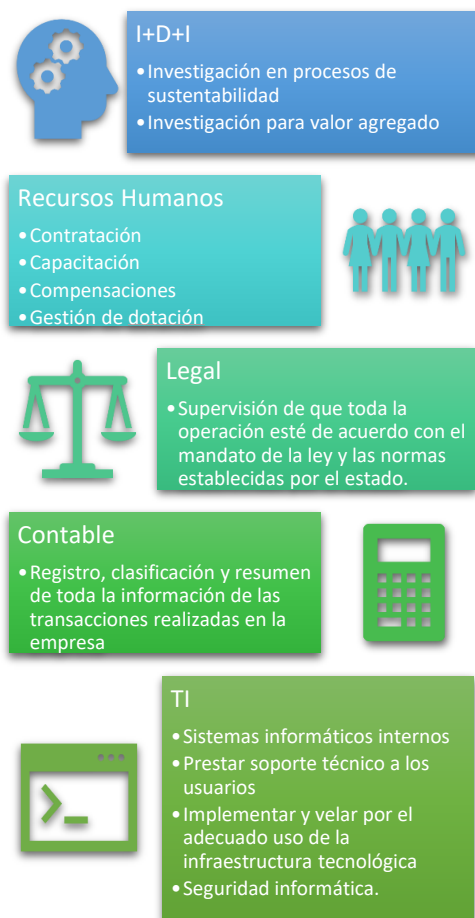 I+D+I
•Investigación en procesos de
sustentabilidad
•Investigación para valor agregado
Recursos Humanos
•Contratación
•Capacitación
•Compensaciones
•Gestión de dotación
Legal
•Supervisión de que toda la
operación esté de acuerdo con el
mandato de la ley y las normas
establecidas por el estado.
Contable
•Registro, clasificación y resumen
de toda la información de las
transacciones realizadas en la
empresa
TI
•Sistemas informáticos internos
•Prestar soporte técnico a los
usuarios
•Implementar y velar por el
adecuado uso de la
infraestructura tecnológica
•Seguridad informática.